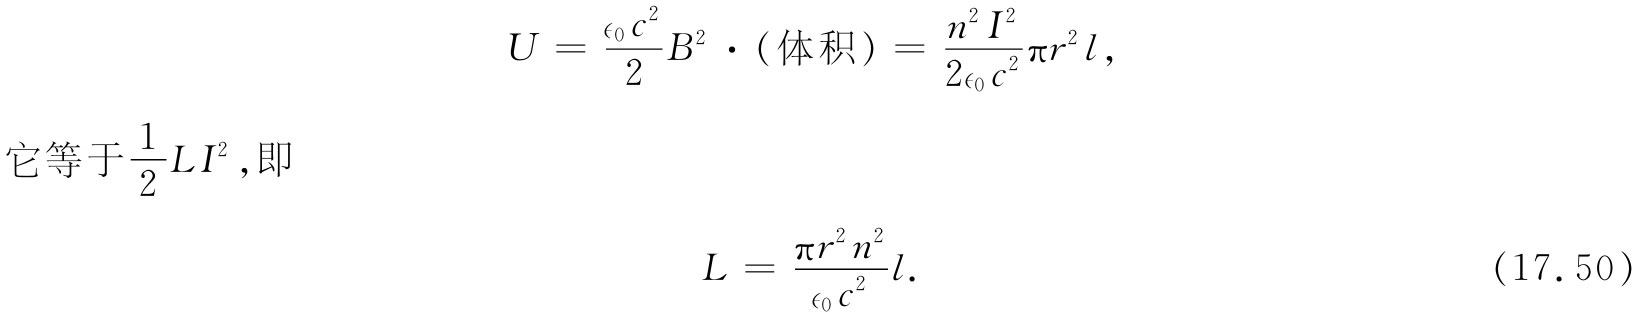 $U = \frac{\epsilon_0 c^2}{2} B^2 \cdot (体积) = \frac{n^2 I^2}{2\epsilon_0 c^2} \pi r^2 l,$
它等于$\frac{1}{2} L I^2$,即
$L = \frac{\pi r^2 n^2}{\epsilon_0 c^2} l.$ (17.50)